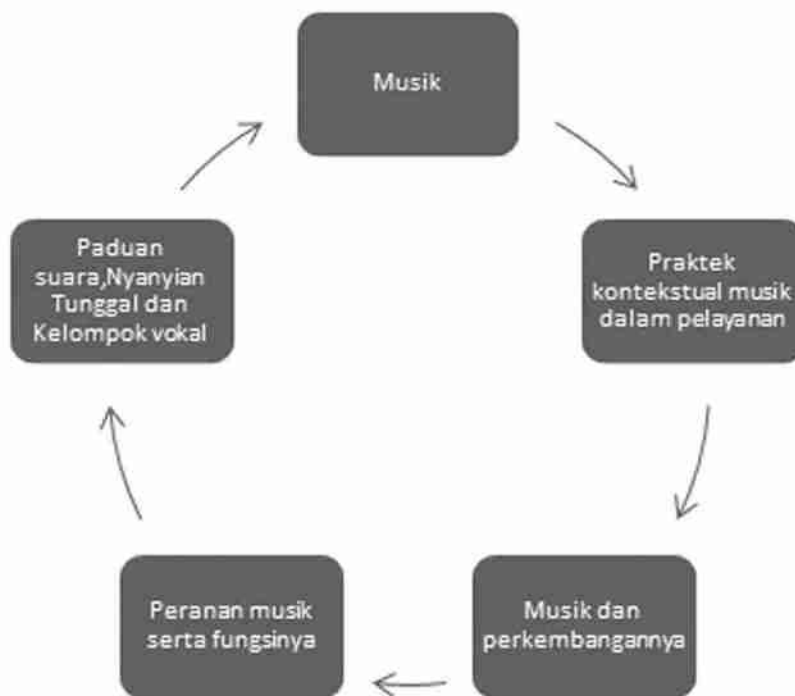 Musik
Praktek
kontekstual musik
dalam pelayanan
Musik dan
perkembangannya
Peranan musik
serta fungsinya
Paduan
suara,Nyanyian
Tunggal dan
Kelompok vokal